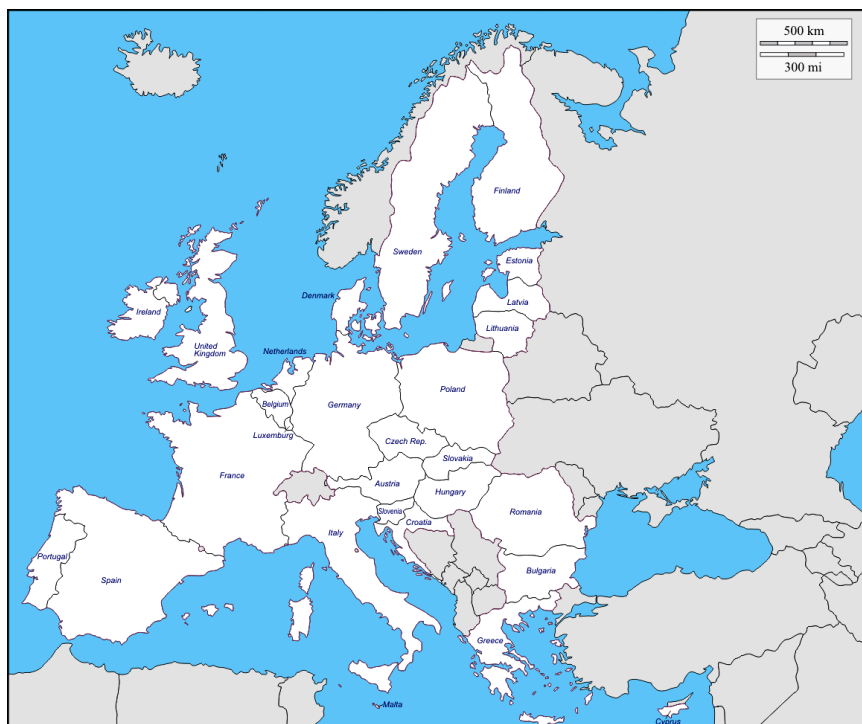 500 km
300 mi
Finland
Sweden
Estonia
Denmark
Latvia
Ireland
Lithuania
United
Kingdom
Netherlands
Poland
Belgium
Germany
Luxemburg
Czech Rep.
Slovakia
France
Austria
Hungary
Slovenia
Romania
Croatia
Italy
Portugal
Spain
Bulgaria
Greece
Malta
Cyprus